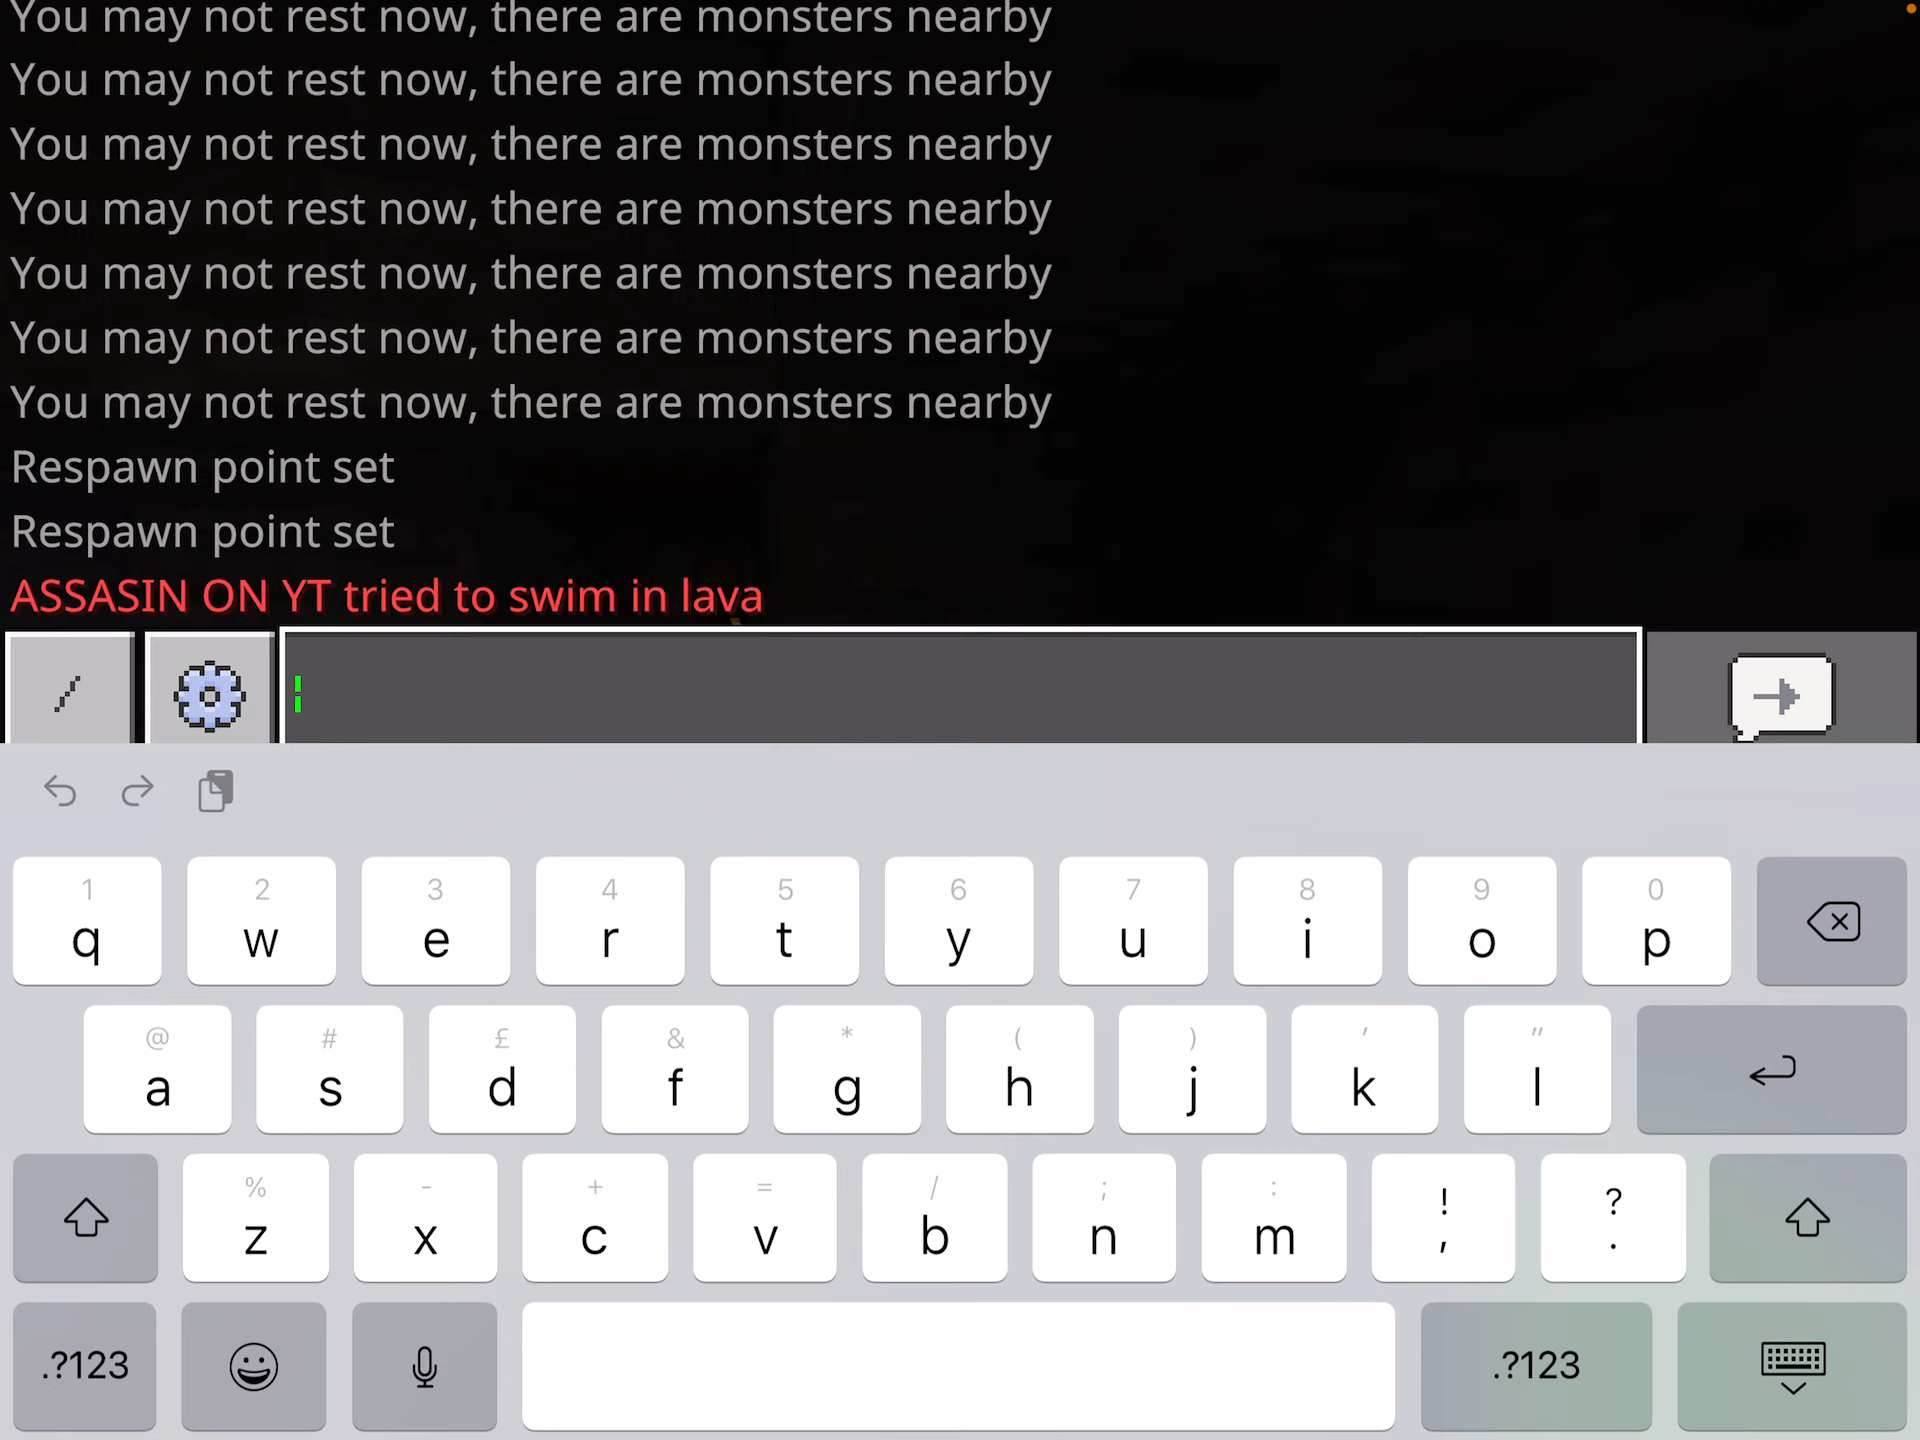 You may not rest now, there are monsters nearby
You may not rest now, there are monsters nearby
You may not rest now, there are monsters nearby
You may not rest now, there are monsters nearby
You may not rest now, there are monsters nearby
You may not rest now, there are monsters nearby
You may not rest now, there are monsters nearby
Respawn point set
Respawn point set
ASSASIN ON YT tried to swim in lava
/
1 2 3 4 5 6 7 8 9 0
q w e r t y u i o p
@ # £ & * ( ) ' "
a s d f g h j k l
% - + = / ; : ! ?
z x c v b n m , .
.?123 .?123